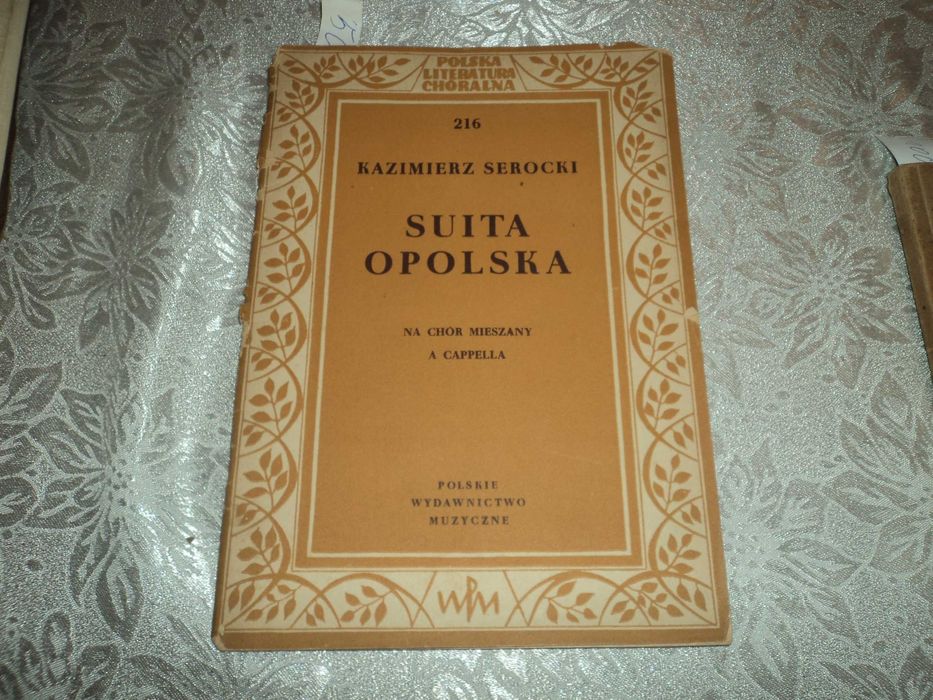 POLSKA
LITERATURA
CHÓRALNA
216
KAZIMIERZ SEROCKI
SUITA
OPOLSKA
NA CHÓR MIESZANY
A CAPPELLA
POLSKIE
WYDAWNICTWO
MUZYCZNE
PWM